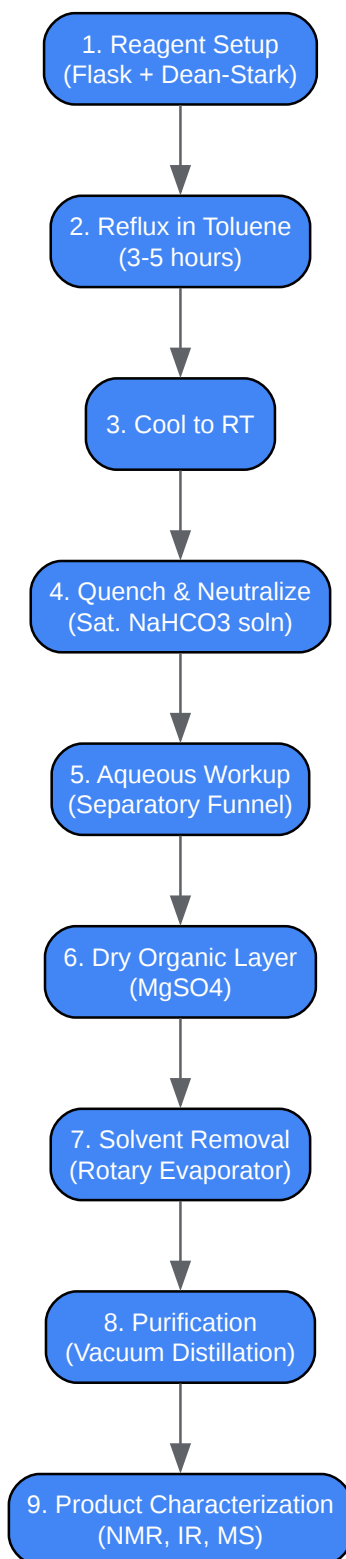 1. Reagent Setup
(Flask + Dean-Stark)
2. Reflux in Toluene
(3-5 hours)
3. Cool to RT
4. Quench & Neutralize
(Sat. NaHCO3 soln)
5. Aqueous Workup
(Separatory Funnel)
6. Dry Organic Layer
(MgSO4)
7. Solvent Removal
(Rotary Evaporator)
8. Purification
(Vacuum Distillation)
9. Product Characterization
(NMR, IR, MS)